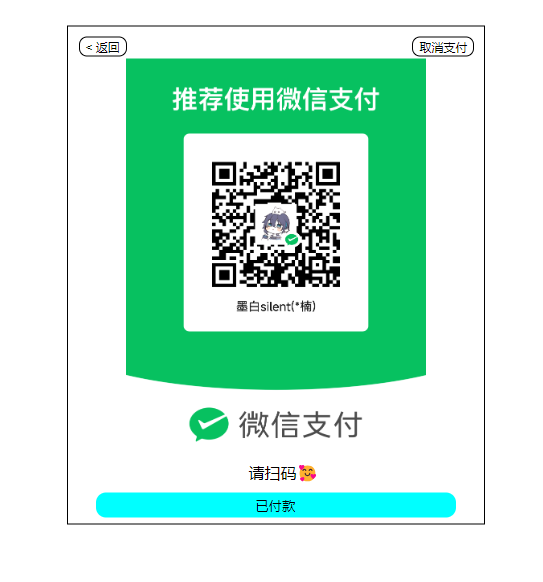 < 返回
取消支付
推荐使用微信支付
墨白silent(*楠)
微信支付
请扫码🥰
已付款